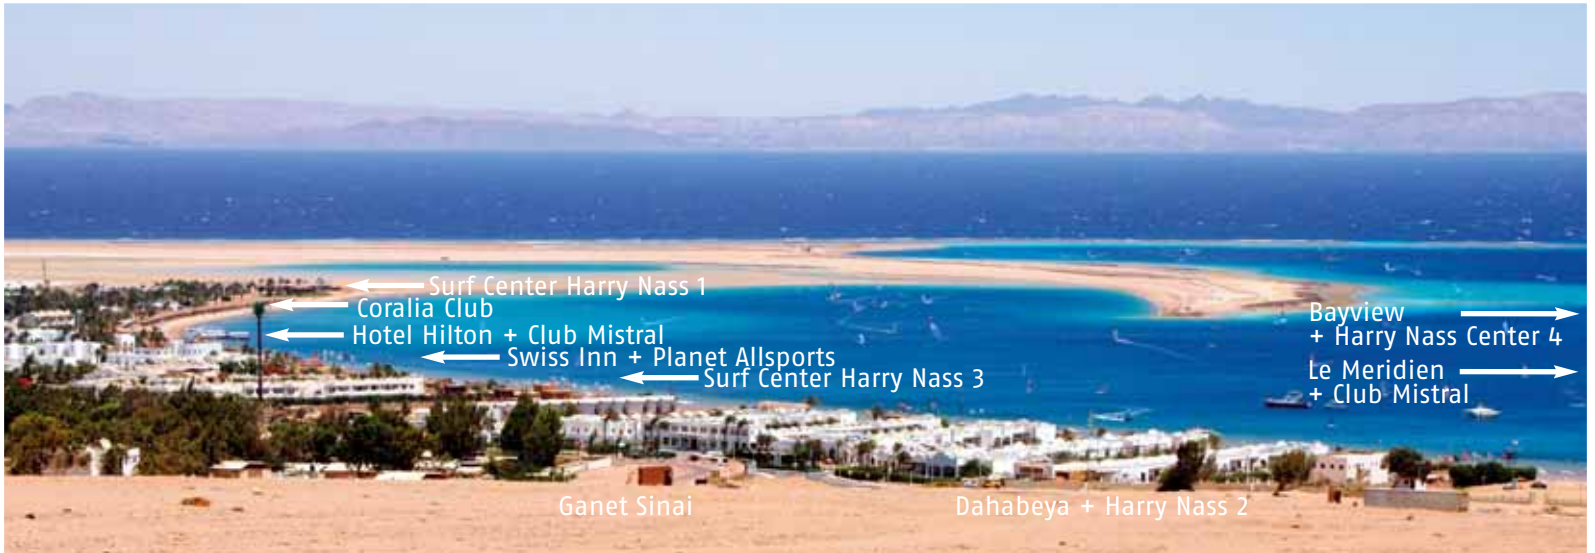 Surf Center Harry Nass 1
Coralia Club
Hotel Hilton + Club Mistral
Swiss Inn + Planet Allsports
Surf Center Harry Nass 3
Bayview
+ Harry Nass Center 4
Le Meridien
+ Club Mistral
Ganet Sinai
Dahabeya + Harry Nass 2